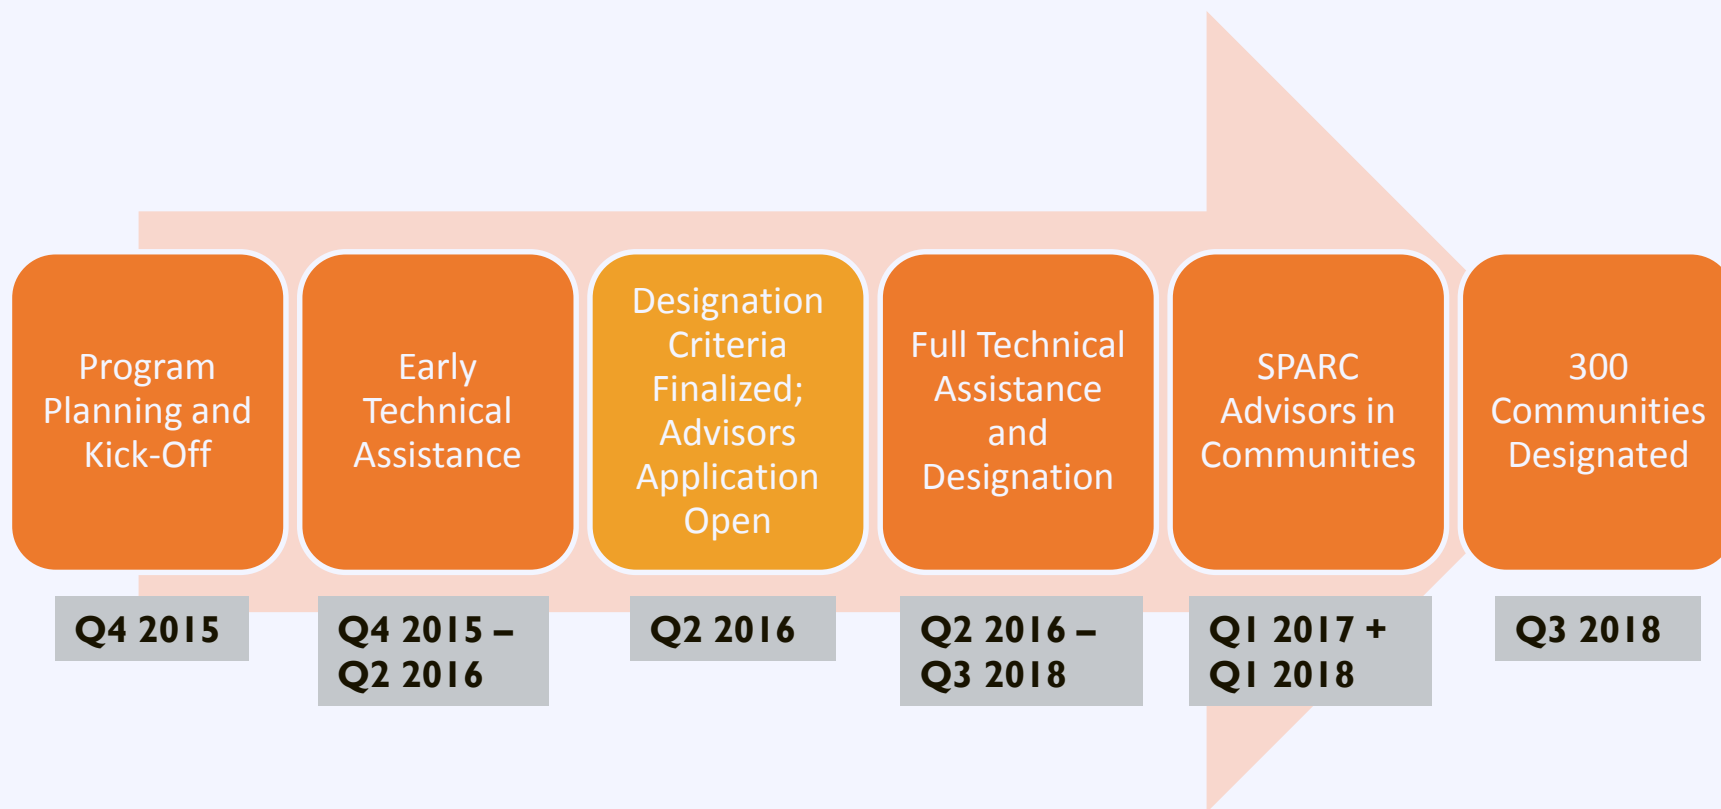 Program
Planning and
Kick-Off
Early
Technical
Assistance
Designation
Criteria
Finalized;
Advisors
Application
Open
Full Technical
Assistance
and
Designation
SPARC
Advisors in
Communities
300
Communities
Designated
Q4 2015
Q4 2015 –
Q2 2016
Q2 2016
Q2 2016 –
Q3 2018
Q1 2017 +
Q1 2018
Q3 2018